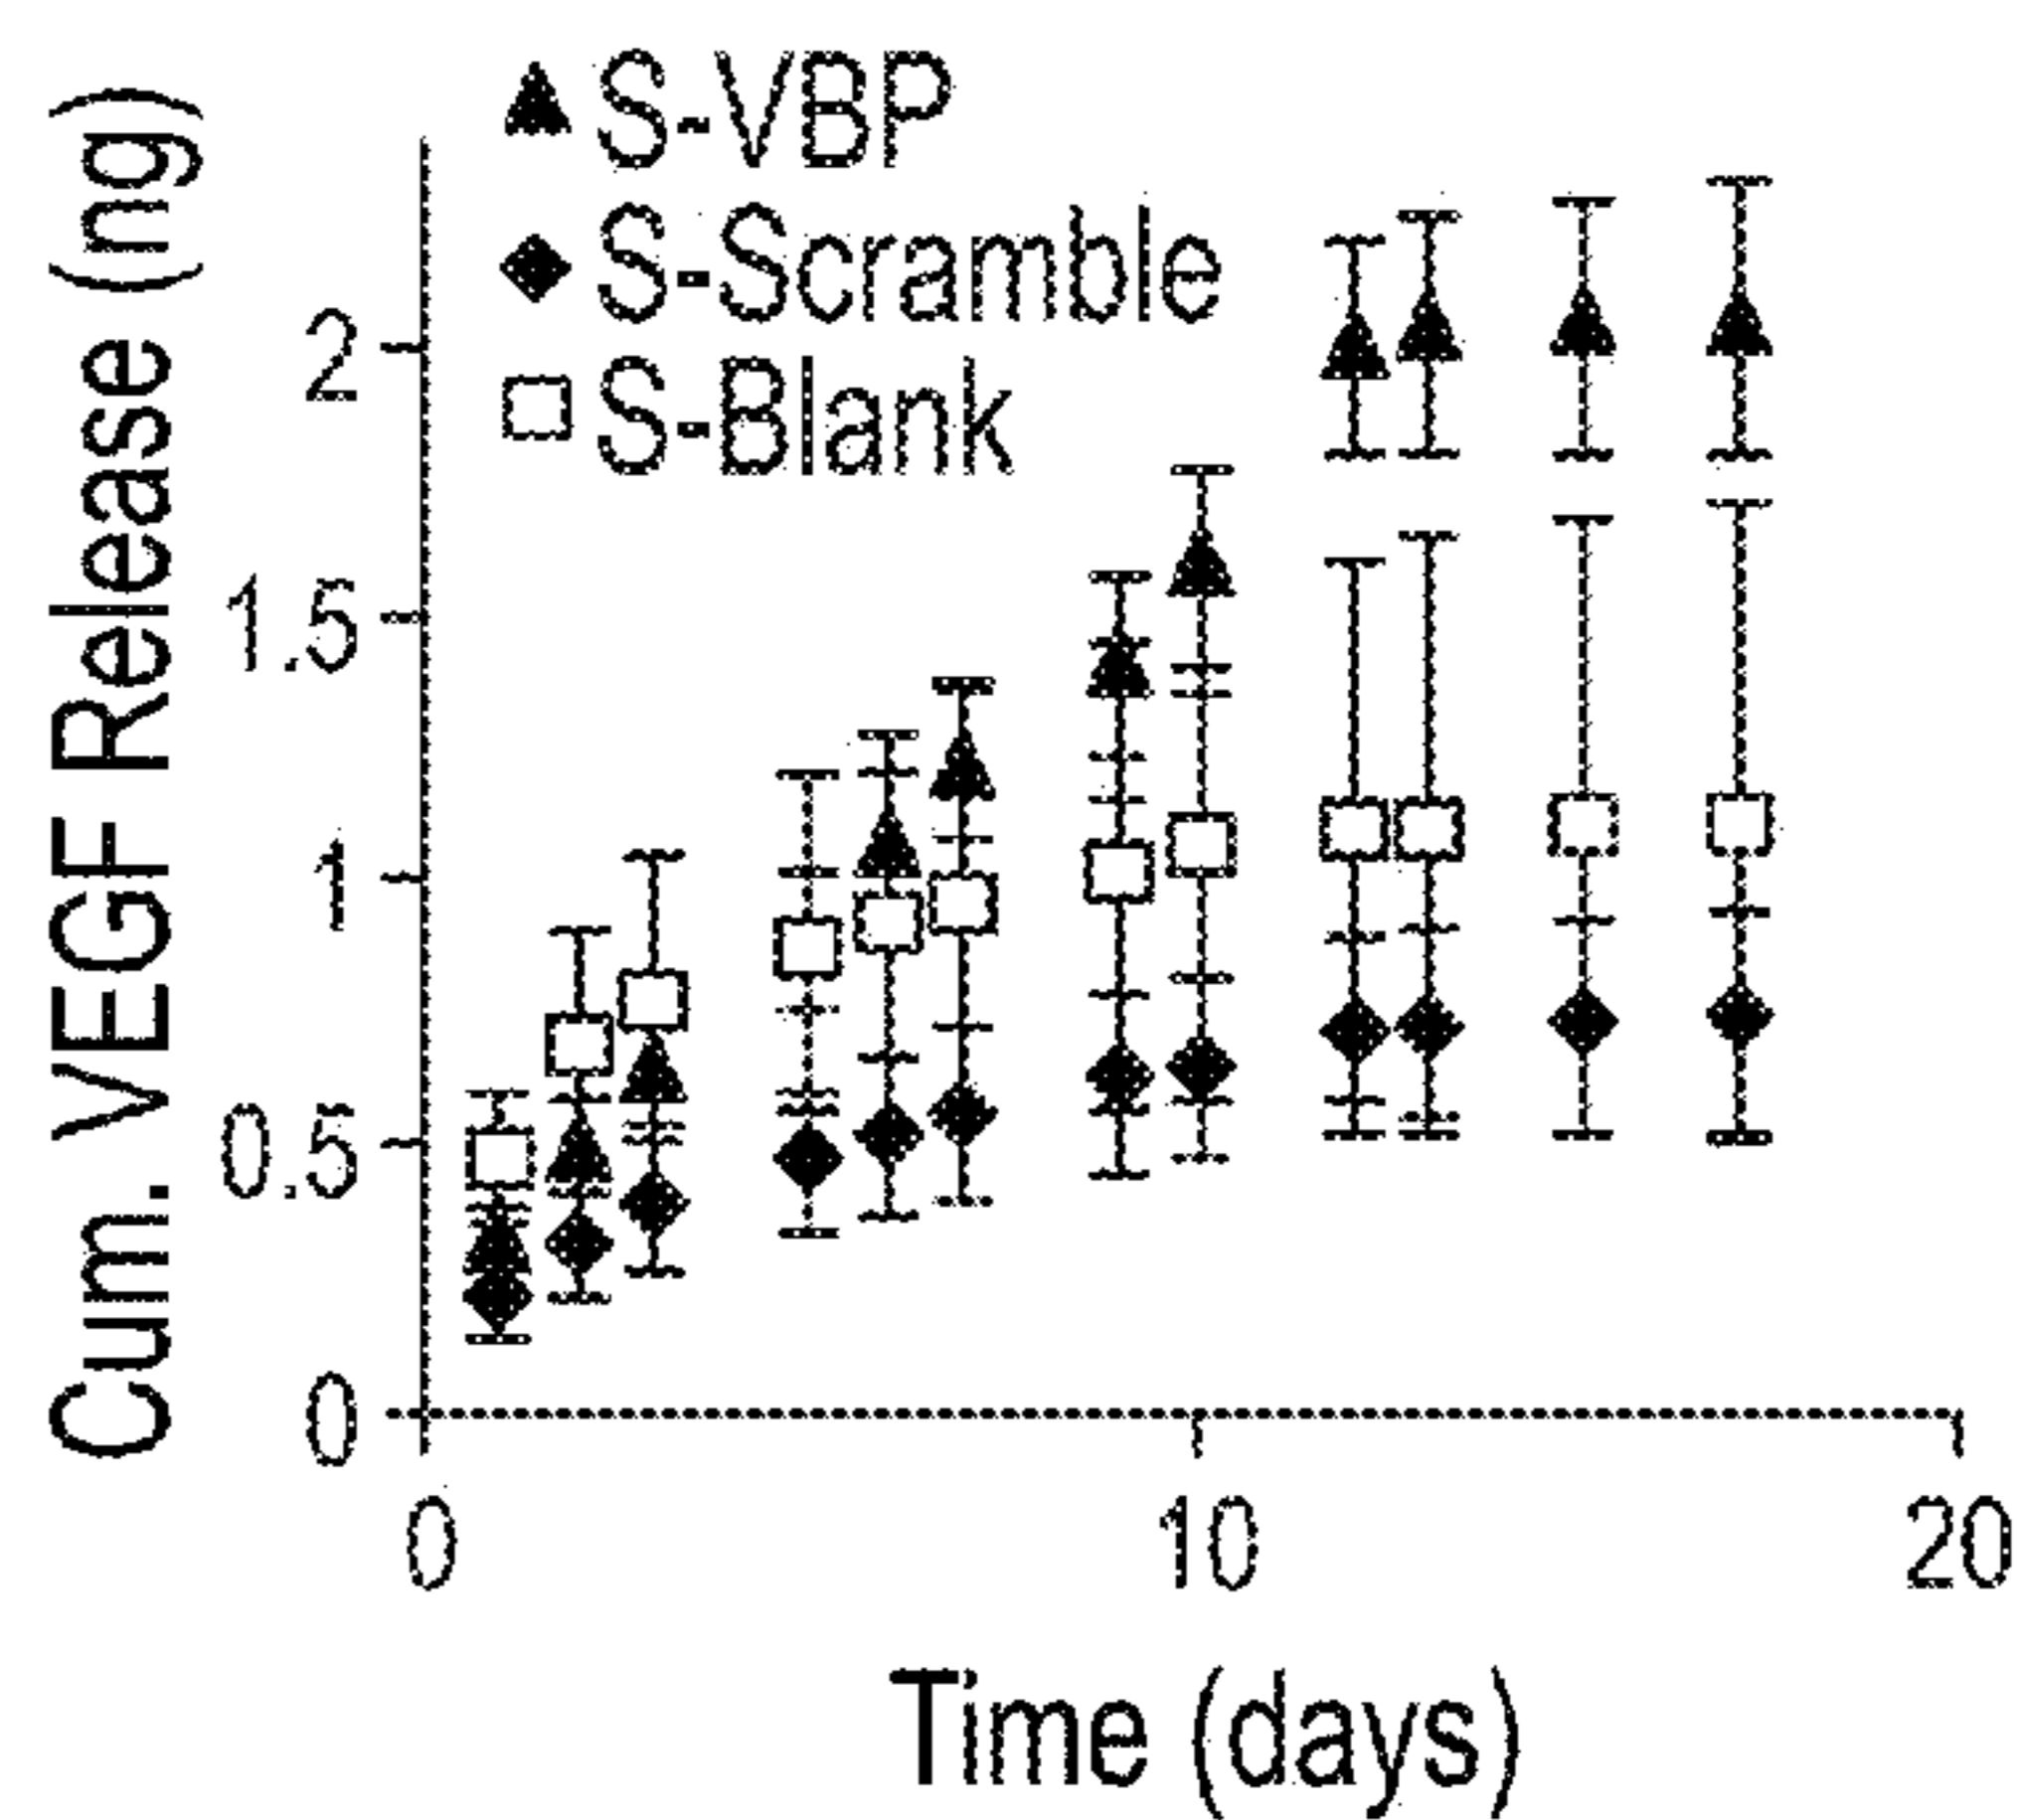 Cum. VEGF Release (ng)
S-VBP
S-Scramble
S-Blank
2
1.5
1
0.5
0
0 10 20
Time (days)